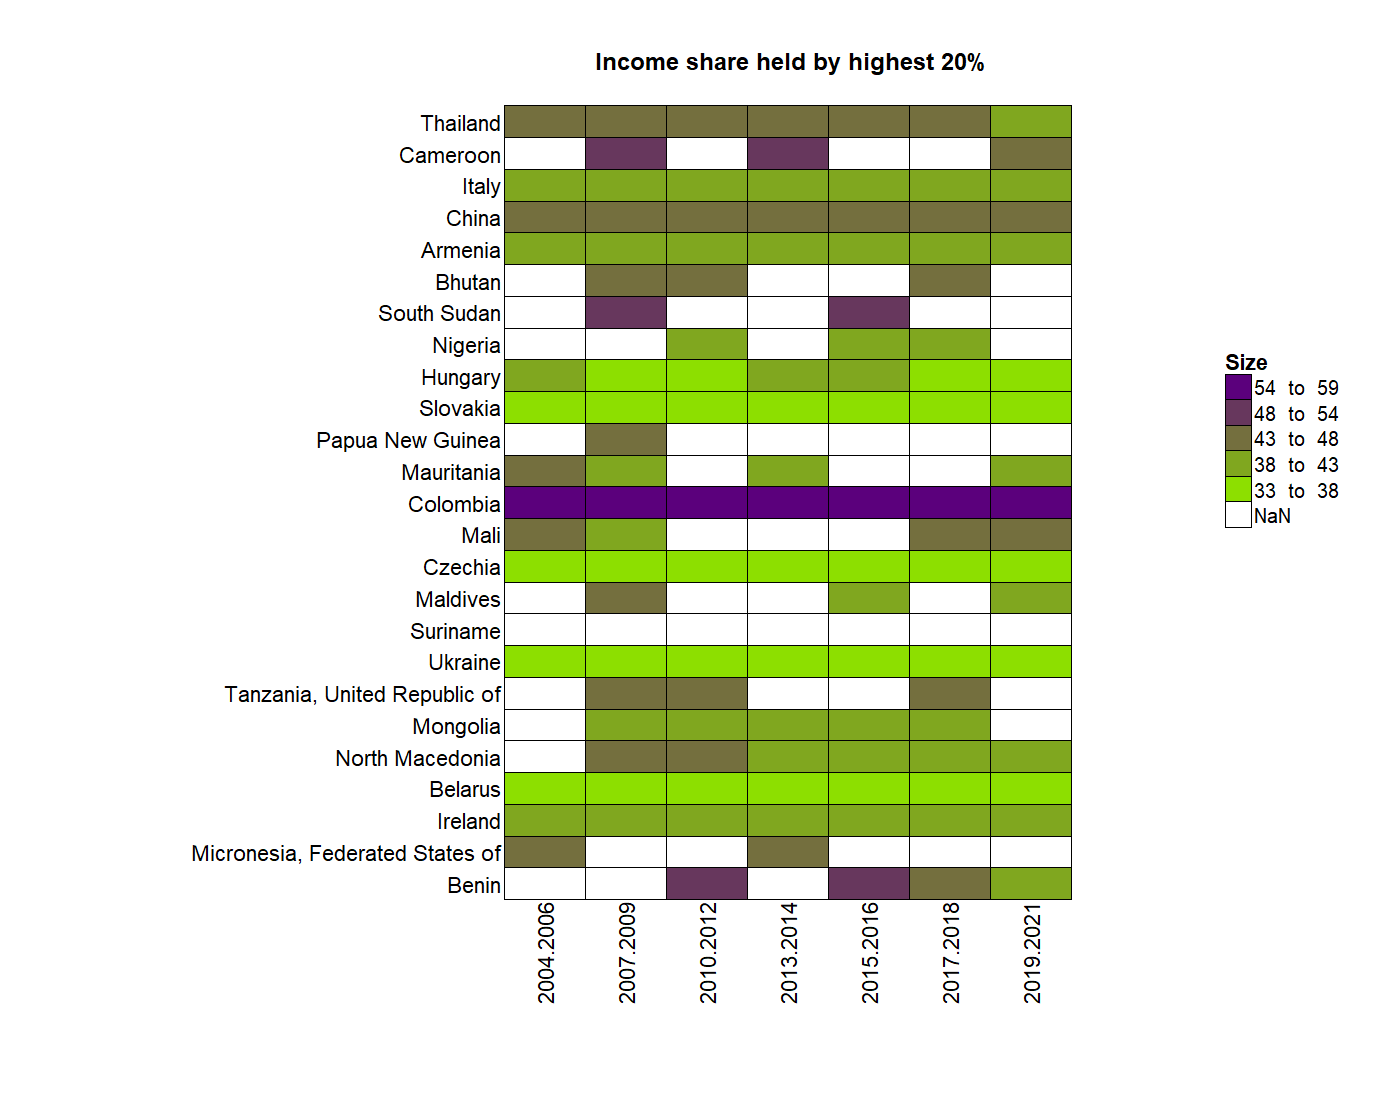 Income share held by highest 20%
Thailand
Cameroon
Italy
China
Armenia
Bhutan
South Sudan
Nigeria
Hungary
Slovakia
Papua New Guinea
Mauritania
Colombia
Mali
Czechia
Maldives
Suriname
Ukraine
Tanzania, United Republic of
Mongolia
North Macedonia
Belarus
Ireland
Micronesia, Federated States of
Benin
2004.2006
2007.2009
2010.2012
2013.2014
2015.2016
2017.2018
2019.2021
Size
54 to 59
48 to 54
43 to 48
38 to 43
33 to 38
NaN